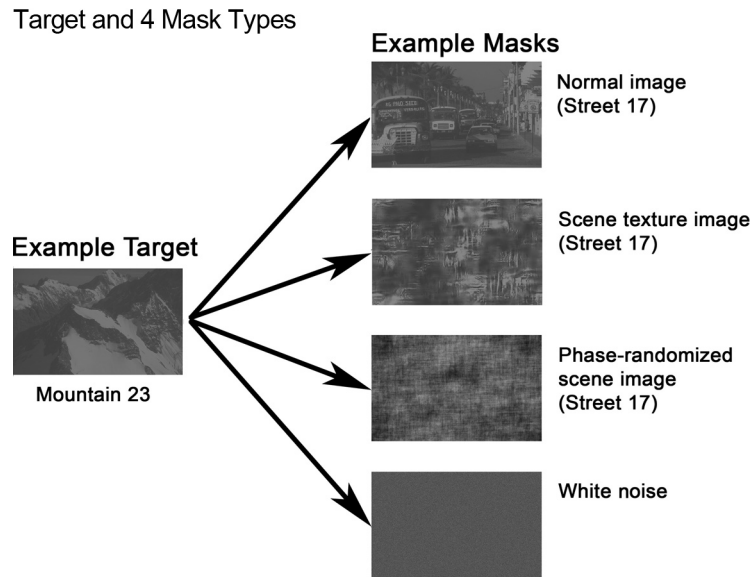 Target and 4 Mask Types
Example Masks
Normal image
(Street 17)
Scene texture image
(Street 17)
Example Target
Mountain 23
Phase-randomized
scene image
(Street 17)
White noise